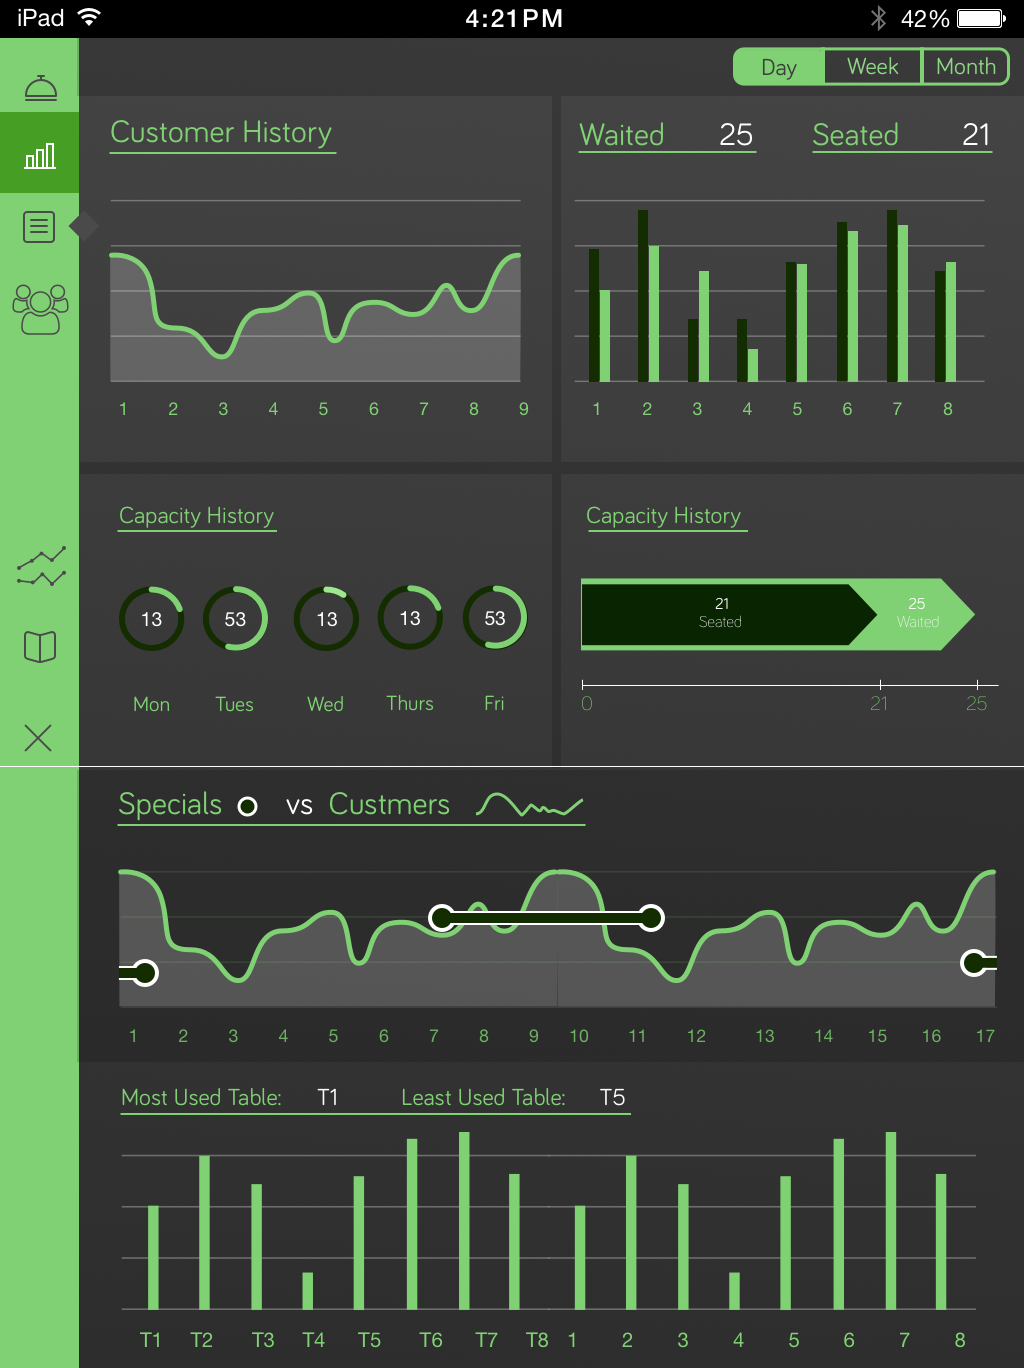 iPad 4:21PM 42%
Day Week Month
Customer History
Waited 25 Seated 21
1 2 3 4 5 6 7 8 9
1 2 3 4 5 6 7 8
Capacity History
13 53 13 13 53
Mon Tues Wed Thurs Fri
Capacity History
21 25
Seated Waited
0 21 25
Specials vs Custmers
1 2 3 4 5 6 7 8 9 10 11 12 13 14 15 16 17
Most Used Table: T1 Least Used Table: T5
T1 T2 T3 T4 T5 T6 T7 T8 1 2 3 4 5 6 7 8